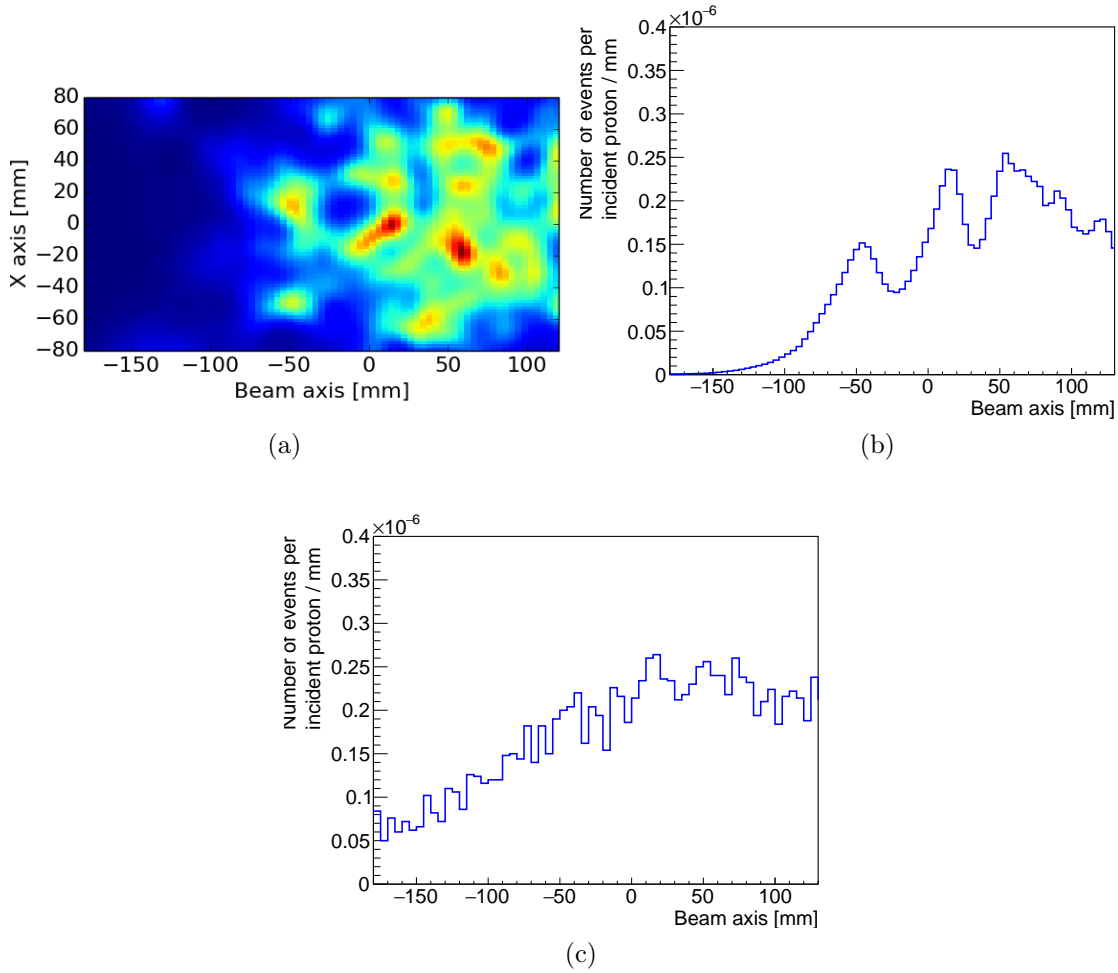 80
60
40
20
0
−20
−40
−60
−80
X axis [mm]
−150 −100 −50 0 50 100
Beam axis [mm]
(a)
×10−6
0.4
0.35
0.3
0.25
0.2
0.15
0.1
0.05
0
Number of events per
incident proton / mm
−150 −100 −50 0 50 100
Beam axis [mm]
(b)
×10−6
0.4
0.35
0.3
0.25
0.2
0.15
0.1
0.05
0
Number of events per
incident proton / mm
−150 −100 −50 0 50 100
Beam axis [mm]
(c)